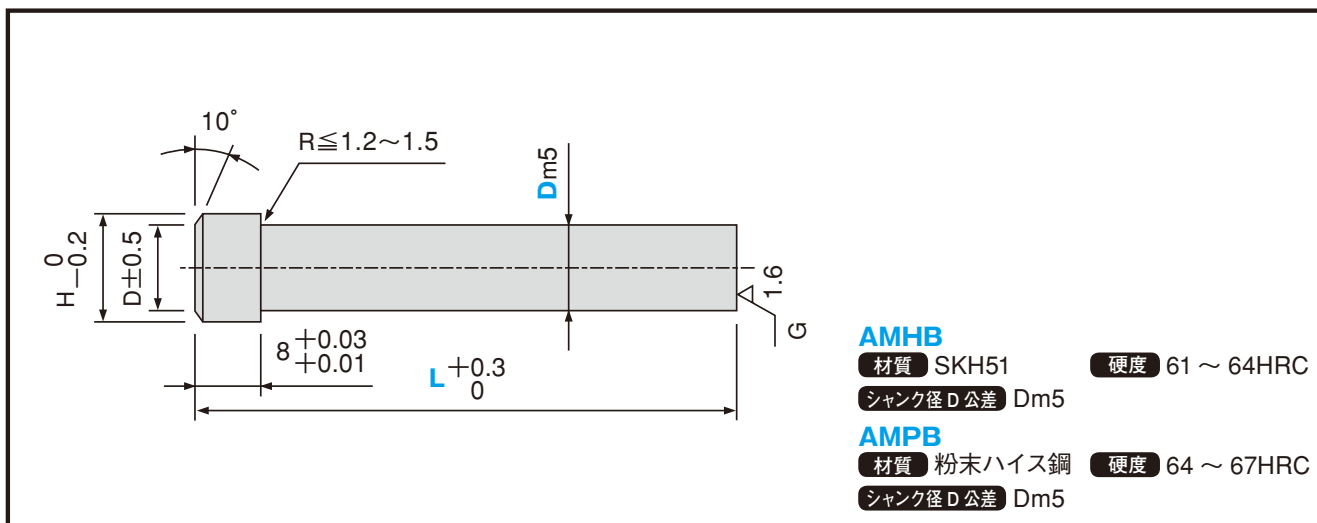 10°
R≦1.2〜1.5
Dm5
H 0 −0.2
D±0.5
8 +0.03 +0.01
L +0.3 0
1.6
G
AMHB
材質 SKH51 硬度 61 〜 64HRC
シャンク径 D 公差 Dm5
AMPB
材質 粉末ハイス鋼 硬度 64 〜 67HRC
シャンク径 D 公差 Dm5